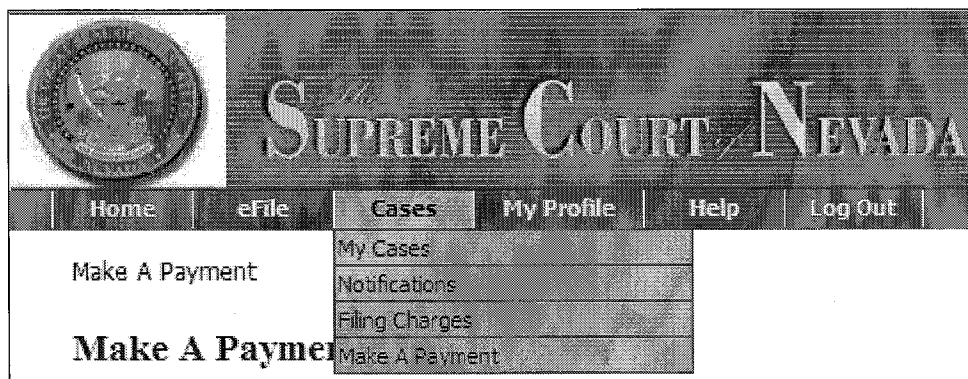 The
SUPREME COURT of NEVADA
Home eFile Cases My Profile Help Log Out
My Cases
Notifications
Filing Charges
Make A Payment
Make A Payment
Make A Paymen